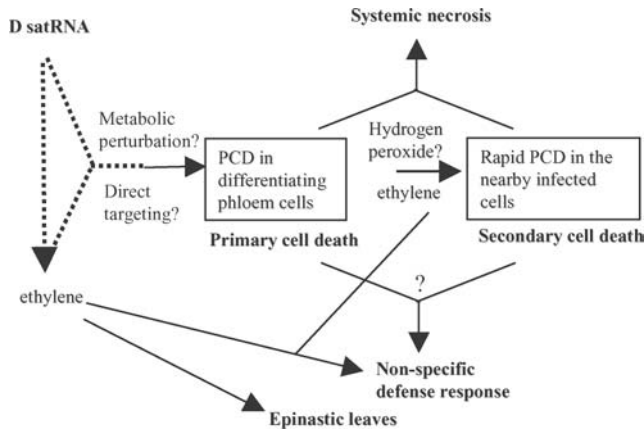 D satRNA
Systemic necrosis
Metabolic
perturbation?
Direct
targeting?
PCD in
differentiating
phloem cells
Primary cell death
Hydrogen
peroxide?
ethylene
Rapid PCD in the
nearby infected
cells
Secondary cell death
?
ethylene
Non-specific
defense response
Epinastic leaves